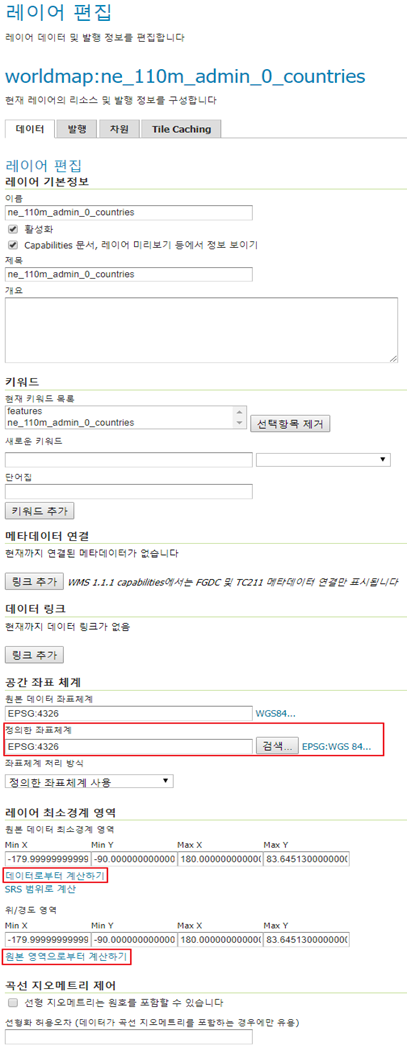 레이어 편집
레이어 데이터 및 발행 정보를 편집합니다
worldmap:ne_110m_admin_0_countries
현재 레이어의 리소스 및 발행 정보를 구성합니다
데이터 발행 차원 Tile Caching
레이어 편집
레이어 기본정보
이름
ne_110m_admin_0_countries
활성화
Capabilities 문서, 레이어 미리보기 등에서 정보 보이기
제목
ne_110m_admin_0_countries
개요
키워드
현재 키워드 목록
features
ne_110m_admin_0_countries
선택항목 제거
새로운 키워드
단어집
키워드 추가
메타데이터 연결
현재까지 연결된 메타데이터가 없습니다
링크 추가 WMS 1.1.1 capabilities에서는 FGDC 및 TC211 메타데이터 연결만 표시됩니다
데이터 링크
현재까지 데이터 링크가 없음
링크 추가
공간 좌표 체계
원본 데이터 좌표체계
EPSG:4326 WGS84...
정의한 좌표체계
EPSG:4326 검색... EPSG:WGS 84...
좌표체계 처리 방식
정의한 좌표체계 사용
레이어 최소경계 영역
원본 데이터 최소경계 영역
Min X Min Y Max X Max Y
-179.99999999999 -90.000000000000 180.00000000000 83.6451300000000
데이터로부터 계산하기
SRS 범위로 계산
위/경도 영역
Min X Min Y Max X Max Y
-179.99999999999 -90.000000000000 180.00000000000 83.6451300000000
원본 영역으로부터 계산하기
곡선 지오메트리 제어
선형 지오메트리는 원호를 포함할 수 있습니다
선형화 허용오차 (데이터가 곡선 지오메트리를 포함하는 경우에만 유용)